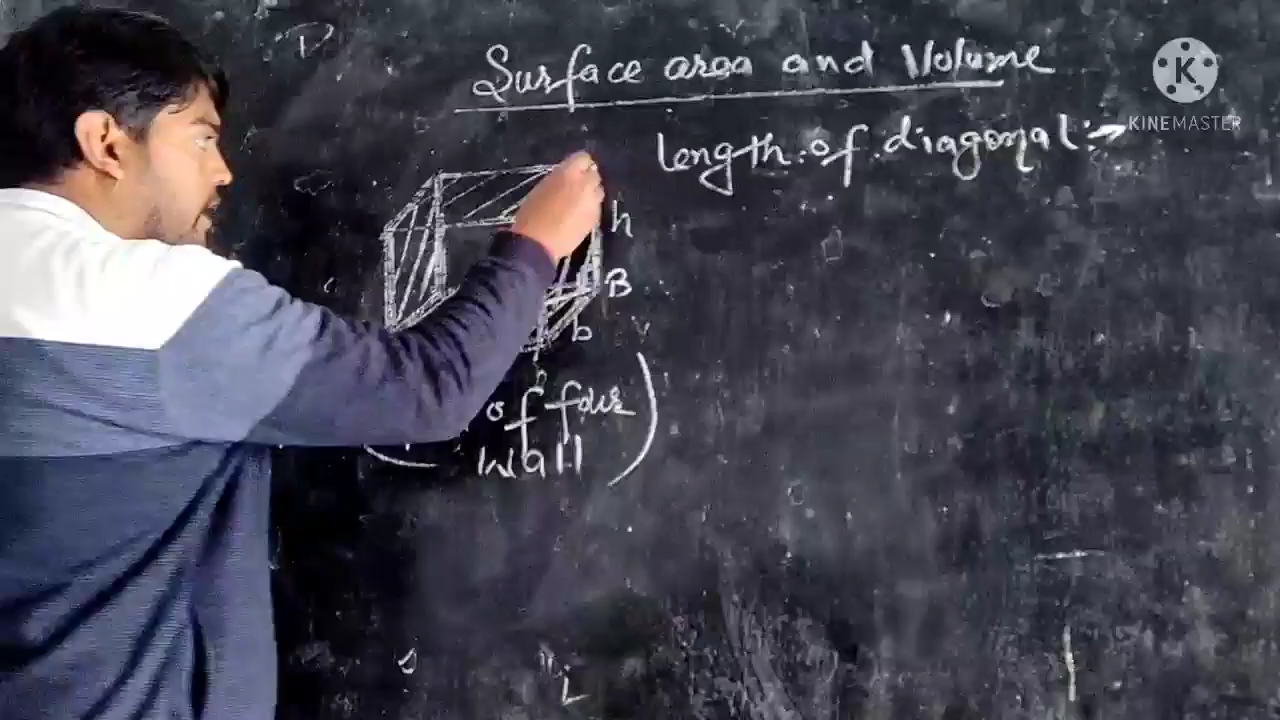 Surface area and Volume
length of diagonal :-
K
KINEMASTER
h
B
b
of four
wall